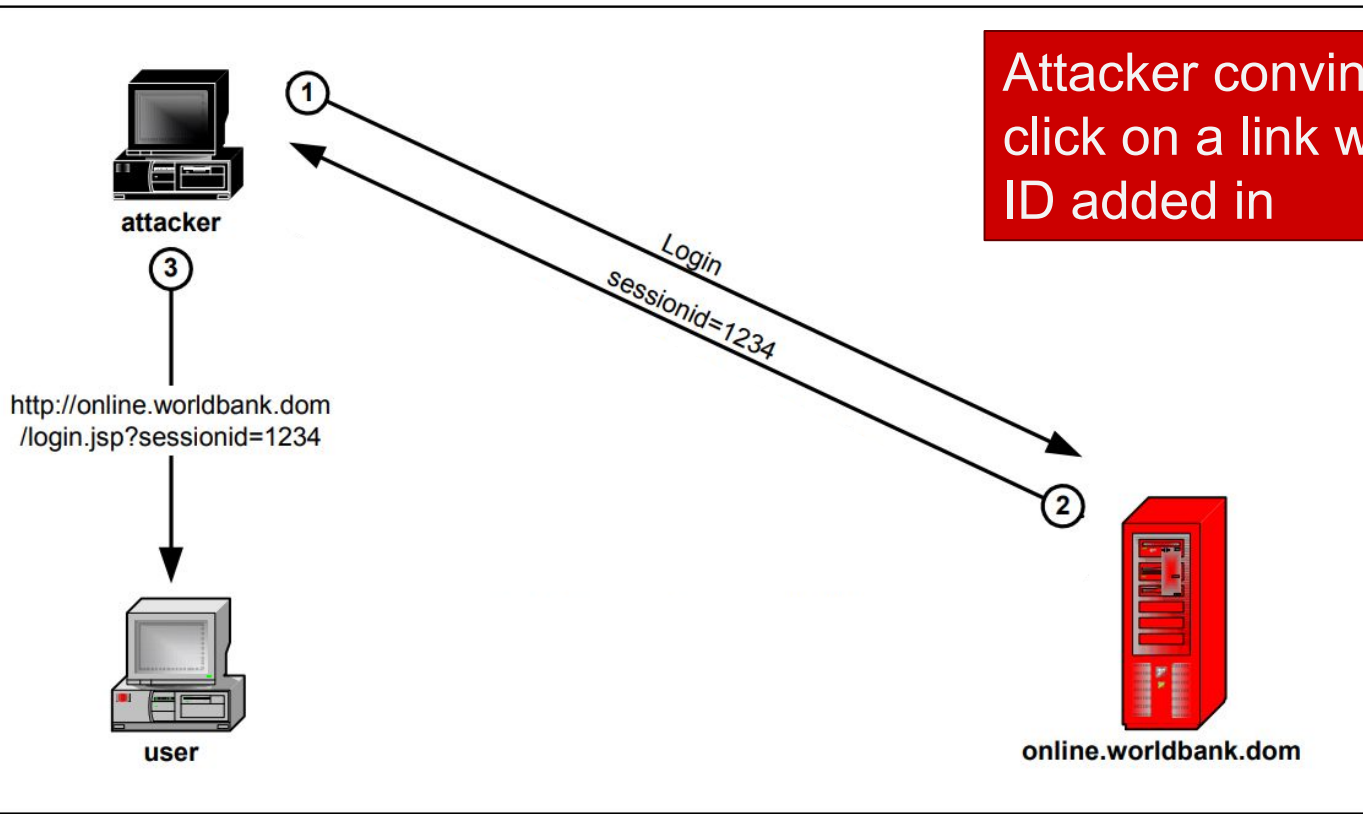 Attacker
click on a link
ID added in
1
attacker
3
Login
sessionid=1234
http://online.worldbank.dom
/login.jsp?sessionid=1234
2
user
online.worldbank.dom